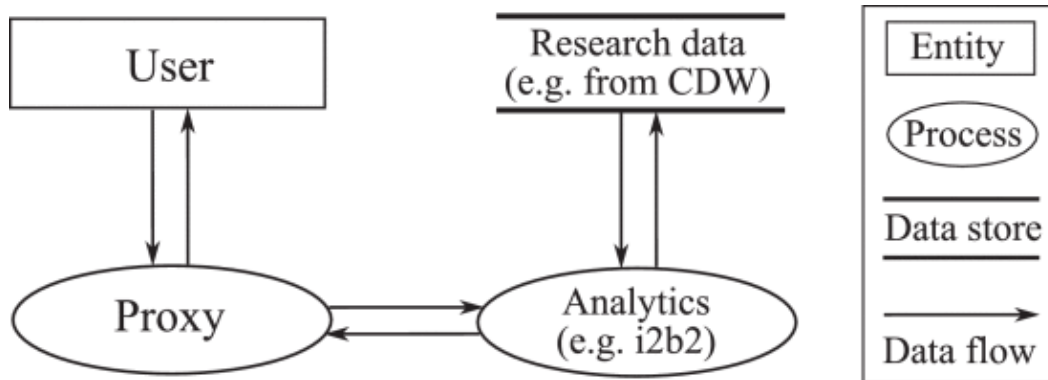 User
Research data
(e.g. from CDW)
Proxy
Analytics
(e.g. i2b2)
Entity
Process
Data store
Data flow